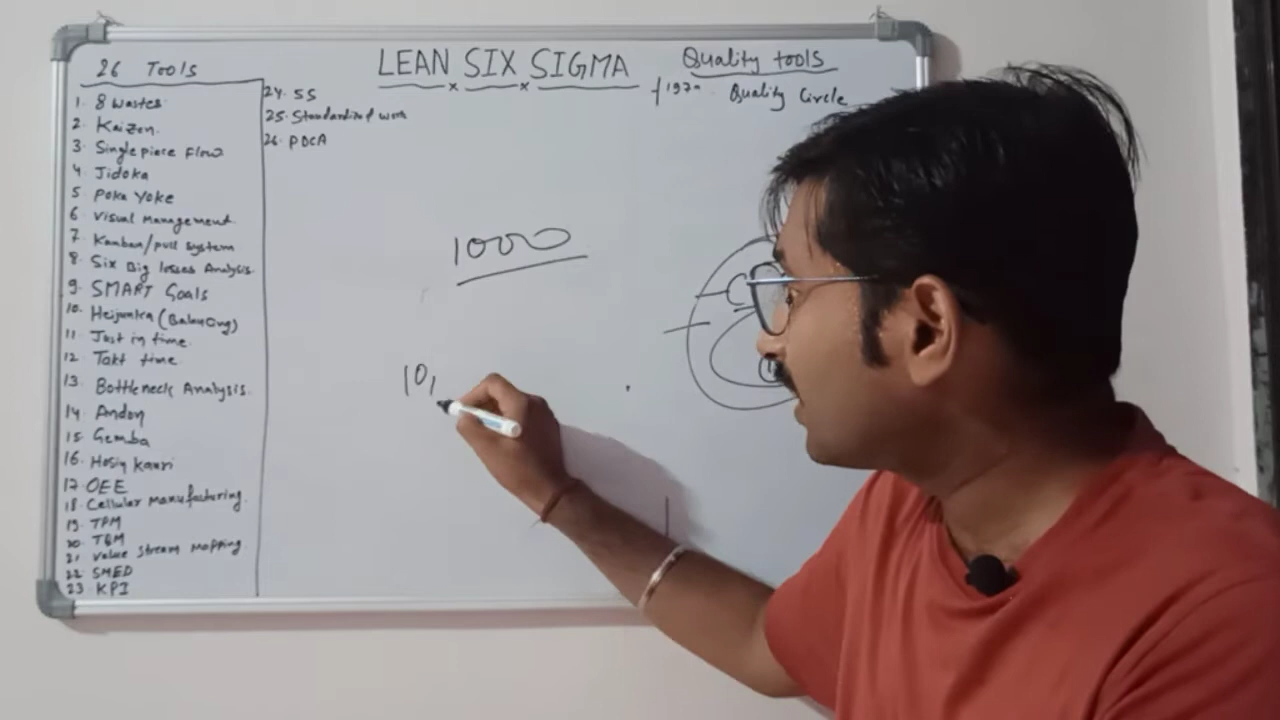 26 Tools
1. 8 Wastes
2. Kaizen.
3 Single piece Flow
4 Jidoka
5 Poka Yoke
6 Visual Management
7 Kanban/pull system
8. Six Big losses Analysis.
9. SMART Goals
10. Heijunka (Balancing)
11. Just in time.
12 Takt time.
13. Bottleneck Analysis.
14. Andon
15. Gemba
16. Hosin Kanri
17 OEE
18. Cellular Manufacturing.
19. TPM
20. TQM
21. Value Stream Mapping
22 SMED
23 KPI
24. 5S
25. Standardized work
26. PDCA
LEAN SIX SIGMA
Quality tools
Quality Circle
1000
10,